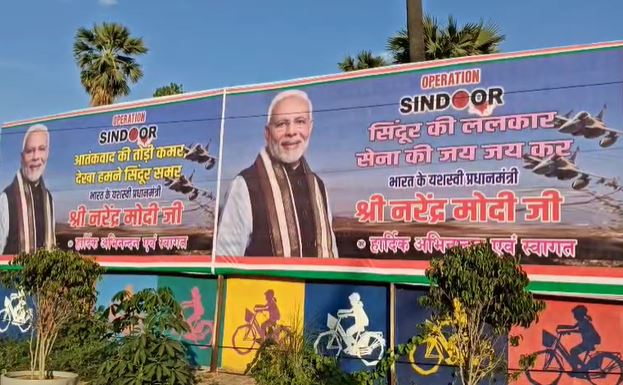 OPERATION
SINDOOR
आतंकवाद की तोड़ी कमर
देखा हमने सिंदूर समर
भारत के यशस्वी प्रधानमंत्री
श्री नरेंद्र मोदी जी
हार्दिक अभिनन्दन एवं स्वागत
OPERATION
SINDOOR
सिंदूर की ललकार
सेना की जय जय कार
भारत के यशस्वी प्रधानमंत्री
श्री नरेंद्र मोदी जी
हार्दिक अभिनन्दन एवं स्वागत